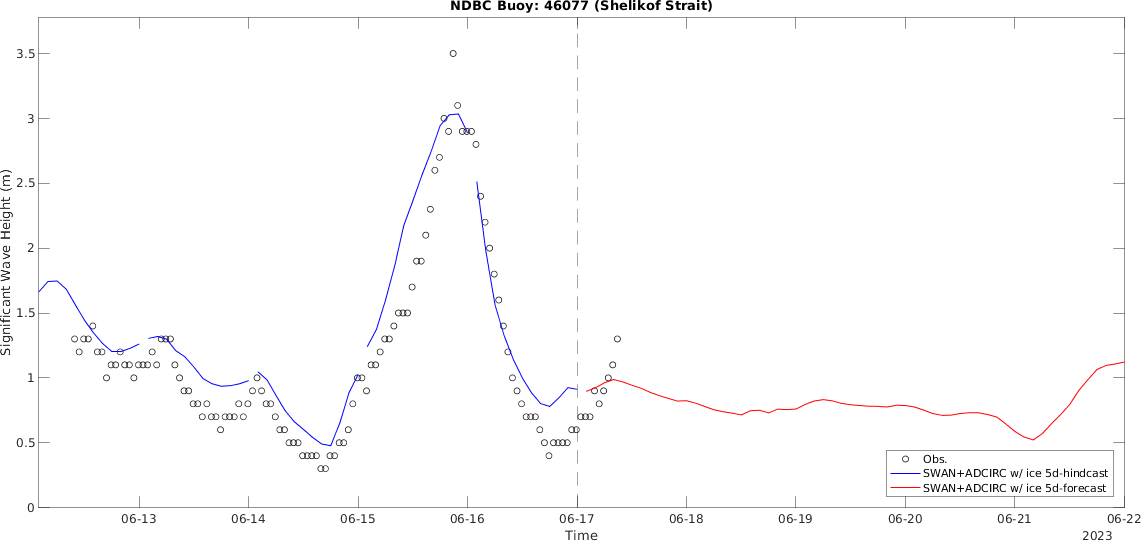 NDBC Buoy: 46077 (Shelikof Strait)
Significant Wave Height (m)
3.5
3
2.5
2
1.5
1
0.5
0
Obs.
SWAN+ADCIRC w/ ice 5d-hindcast
SWAN+ADCIRC w/ ice 5d-forecast
06-13 06-14 06-15 06-16 06-17 06-18 06-19 06-20 06-21 06-22
Time
2023